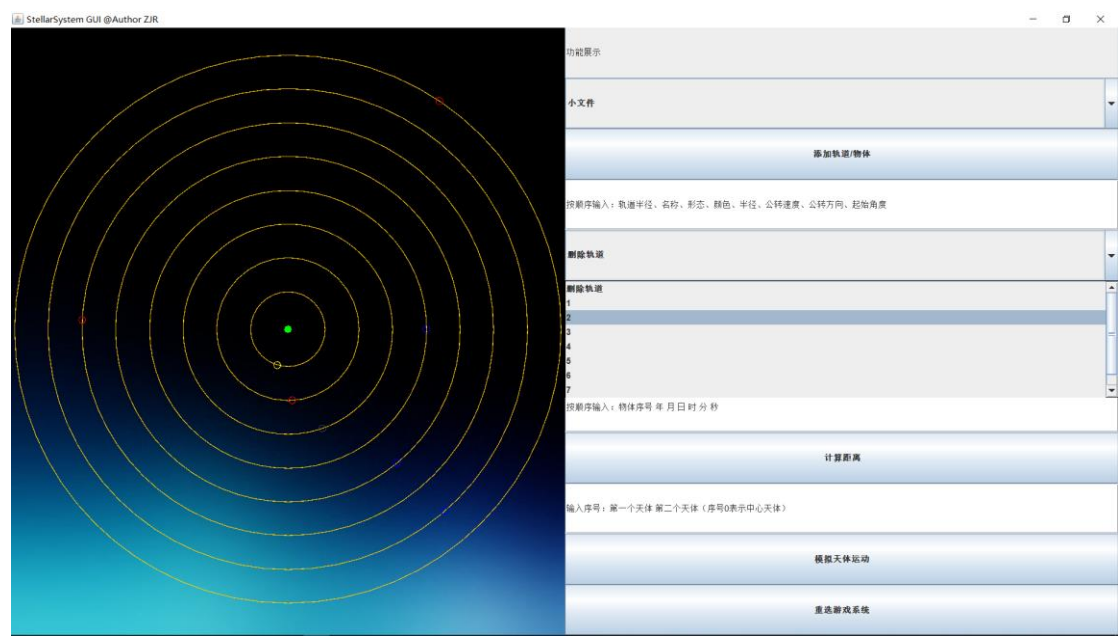 StellarSystem GUI @Author ZJR
功能展示
小文件
添加轨道/物体
按顺序输入：轨道半径、名称、形态、颜色、半径、公转速度、公转方向、起始角度
删除轨道
删除轨道
1
2
3
4
5
6
7
按顺序输入：物体序号 年 月 日 时 分 秒
计算距离
输入序号：第一个天体 第二个天体（序号0表示中心天体）
模拟天体运动
重选游戏系统